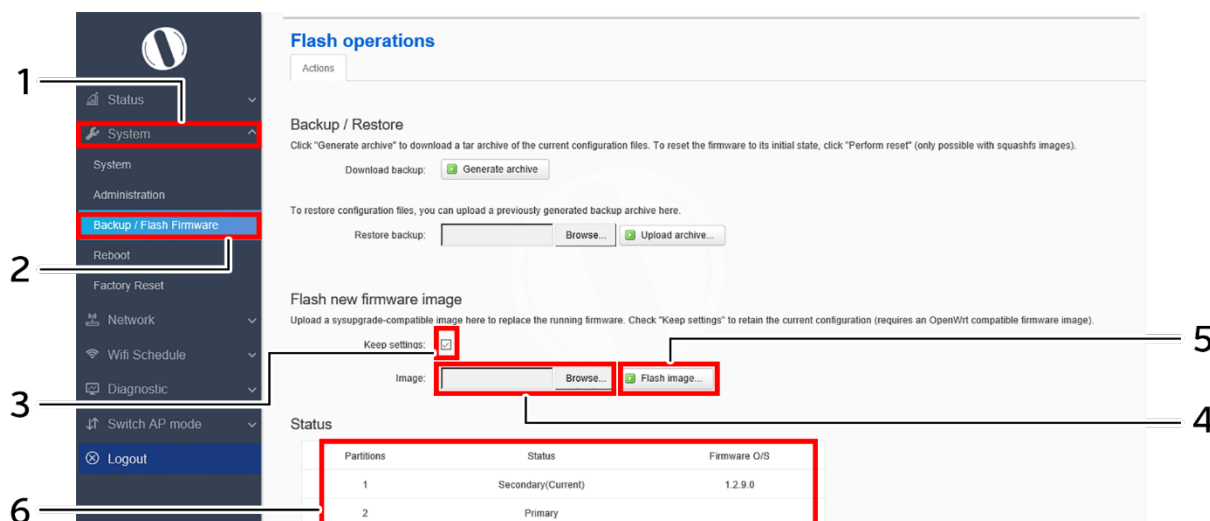 Flash operations
Actions
1
Status
System
System
Administration
Backup / Flash Firmware
2
Reboot
Factory Reset
Network
Wifi Schedule
Diagnostic
3
Switch AP mode
Logout
6
Backup / Restore
Click "Generate archive" to download a tar archive of the current configuration files. To reset the firmware to its initial state, click "Perform reset" (only possible with squashfs images).
Download backup: Generate archive
To restore configuration files, you can upload a previously generated backup archive here.
Restore backup: Browse... Upload archive...
Flash new firmware image
Upload a sysupgrade-compatible image here to replace the running firmware. Check "Keep settings" to retain the current configuration (requires an OpenWrt compatible firmware image).
Keep settings:
5
Image: Browse... Flash image...
4
Status
Partitions Status Firmware O/S
1 Secondary(Current) 1.2.9.0
2 Primary